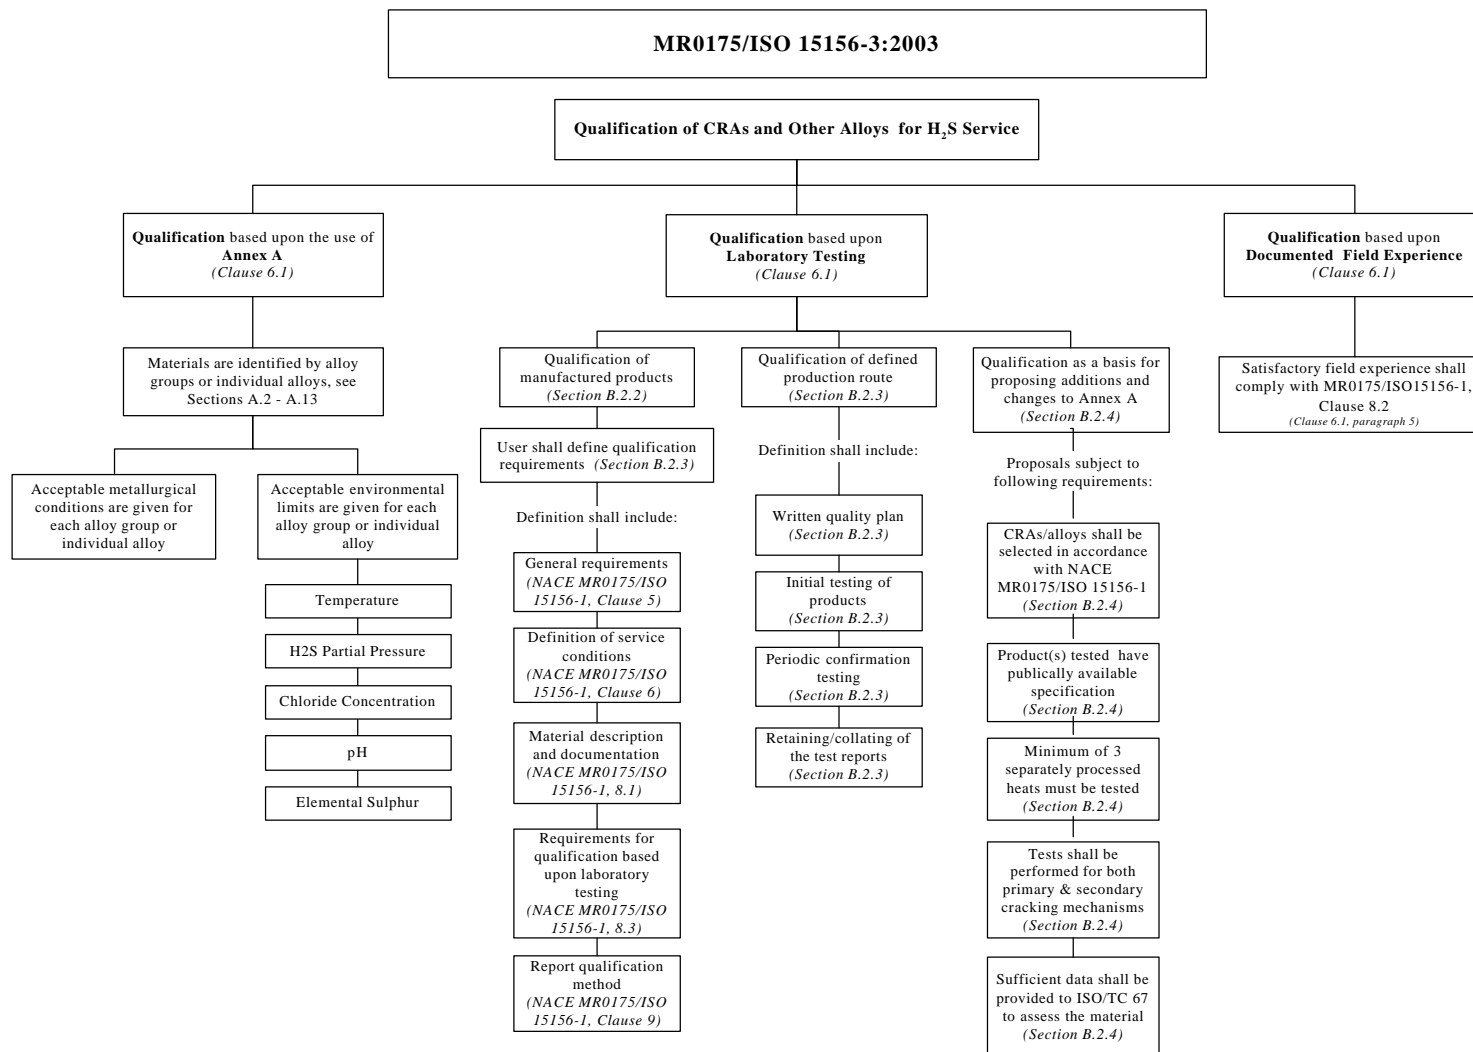 MR0175/ISO 15156-3:2003
Qualification of CRAs and Other Alloys for H2S Service
Qualification based upon the use of
Annex A
(Clause 6.1)
Materials are identified by alloy
groups or individual alloys, see
Sections A.2 - A.13
Acceptable metallurgical
conditions are given for
each alloy group or
individual alloy
Acceptable environmental
limits are given for each
alloy group or individual
alloy
Temperature
H2S Partial Pressure
Chloride Concentration
pH
Elemental Sulphur
Qualification based upon
Laboratory Testing
(Clause 6.1)
Qualification of
manufactured products
(Section B.2.2)
User shall define qualification
requirements (Section B.2.3)
Definition shall include:
General requirements
(NACE MR0175/ISO
15156-1, Clause 5)
Definition of service
conditions
(NACE MR0175/ISO
15156-1, Clause 6)
Material description
and documentation
(NACE MR0175/ISO
15156-1, 8.1)
Requirements for
qualification based
upon laboratory
testing
(NACE MR0175/ISO
15156-1, 8.3)
Report qualification
method
(NACE MR0175/ISO
15156-1, Clause 9)
Qualification of defined
production route
(Section B.2.3)
Definition shall include:
Written quality plan
(Section B.2.3)
Initial testing of
products
(Section B.2.3)
Periodic confirmation
testing
(Section B.2.3)
Retaining/collating of
the test reports
(Section B.2.3)
Qualification as a basis for
proposing additions and
changes to Annex A
(Section B.2.4)
Proposals subject to
following requirements:
CRAs/alloys shall be
selected in accordance
with NACE
MR0175/ISO 15156-1
(Section B.2.4)
Product(s) tested have
publically available
specification
(Section B.2.4)
Minimum of 3
separately processed
heats must be tested
(Section B.2.4)
Tests shall be
performed for both
primary & secondary
cracking mechanisms
(Section B.2.4)
Sufficient data shall be
provided to ISO/TC 67
to assess the material
(Section B.2.4)
Qualification based upon
Documented Field Experience
(Clause 6.1)
Satisfactory field experience shall
comply with MR0175/ISO15156-1,
Clause 8.2
(Clause 6.1, paragraph 5)